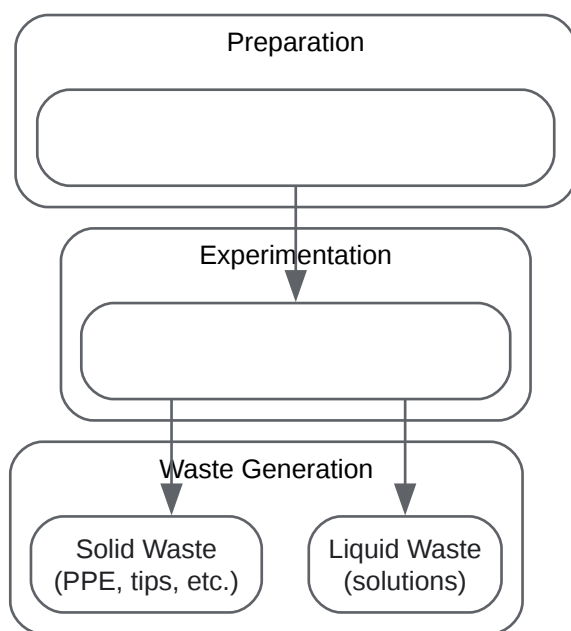 Preparation
Experimentation
Waste Generation
Solid Waste
(PPE, tips, etc.)
Liquid Waste
(solutions)